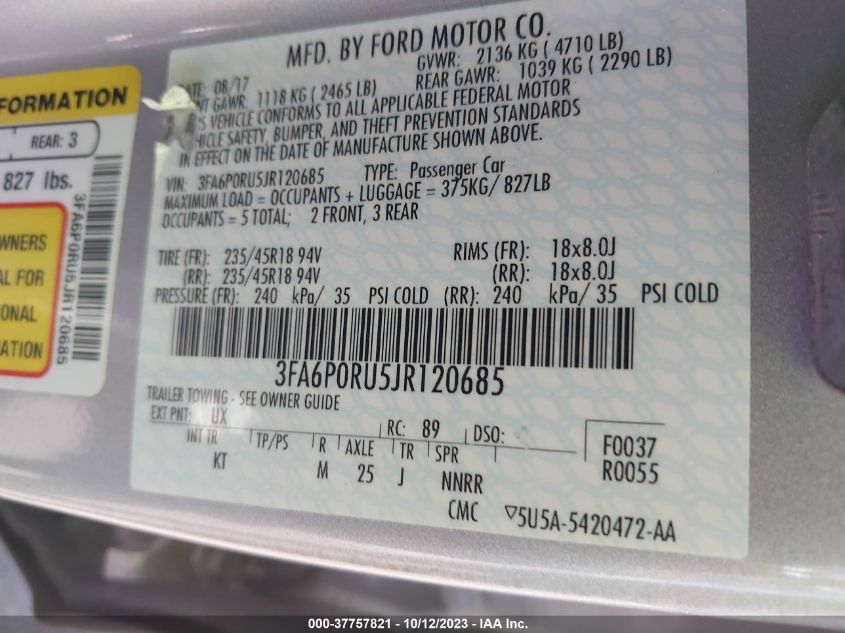 FORMATION
REAR: 3
827 lbs.
WNERS
AL FOR
ONAL
ATION
3FA6P0RU5JR120685
MFD. BY FORD MOTOR CO.
DATE: 08/17 GVWR: 2136 KG ( 4710 LB)
NT GAWR: 1118 KG ( 2465 LB) REAR GAWR: 1039 KG ( 2290 LB)
S VEHICLE CONFORMS TO ALL APPLICABLE FEDERAL MOTOR
VEHICLE SAFETY, BUMPER, AND THEFT PREVENTION STANDARDS
IN EFFECT ON THE DATE OF MANUFACTURE SHOWN ABOVE.
VIN: 3FA6P0RU5JR120685 TYPE: Passenger Car
MAXIMUM LOAD = OCCUPANTS + LUGGAGE = 375KG/ 827LB
OCCUPANTS = 5 TOTAL; 2 FRONT, 3 REAR
TIRE (FR): 235/45R18 94V RIMS (FR): 18x8.0J
(RR): 235/45R18 94V (RR): 18x8.0J
PRESSURE (FR): 240 kPa/ 35 PSI COLD (RR): 240 kPa/ 35 PSI COLD
3FA6P0RU5JR120685
TRAILER TOWING - SEE OWNER GUIDE
EXT PNT: UX RC: 89 DSO:
INT TR TP/PS R AXLE TR SPR F0037
KT M 25 J NNRR R0055
CMC ▽5U5A-5420472-AA
000-37757821 - 10/12/2023 - IAA Inc.